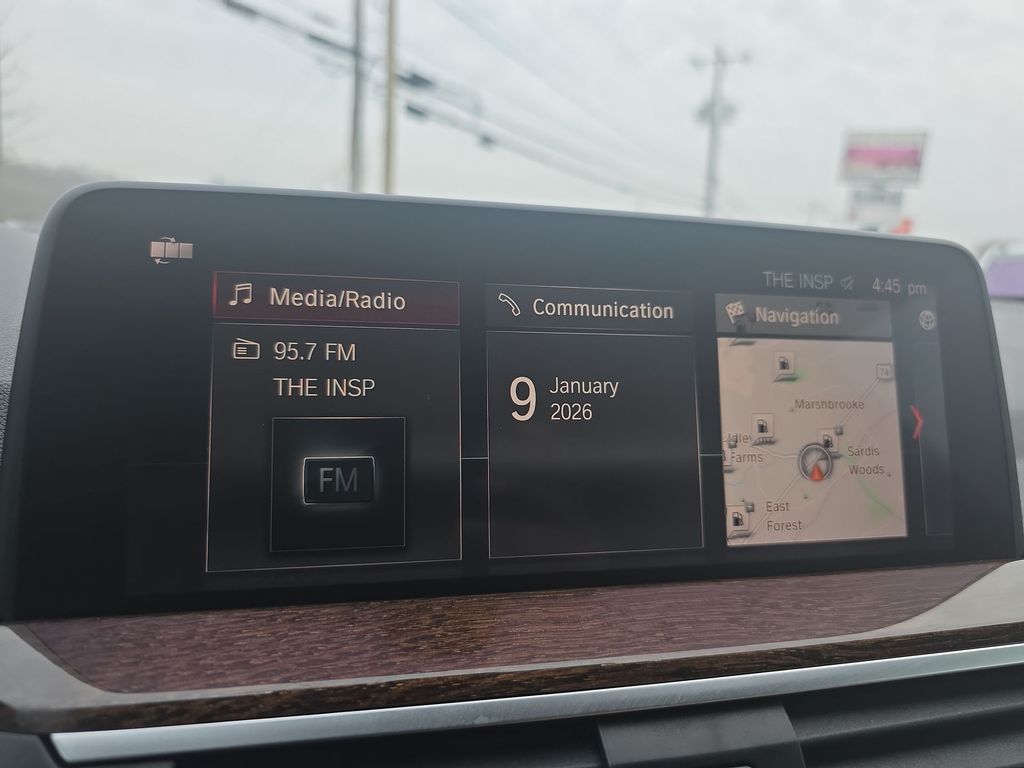 THE INSP 4:45 pm
Media/Radio
95.7 FM
THE INSP
FM
Communication
9 January
2026
Navigation
74
Marshbrooke
Idle
Farms
Sardis
Woods
East
Forest